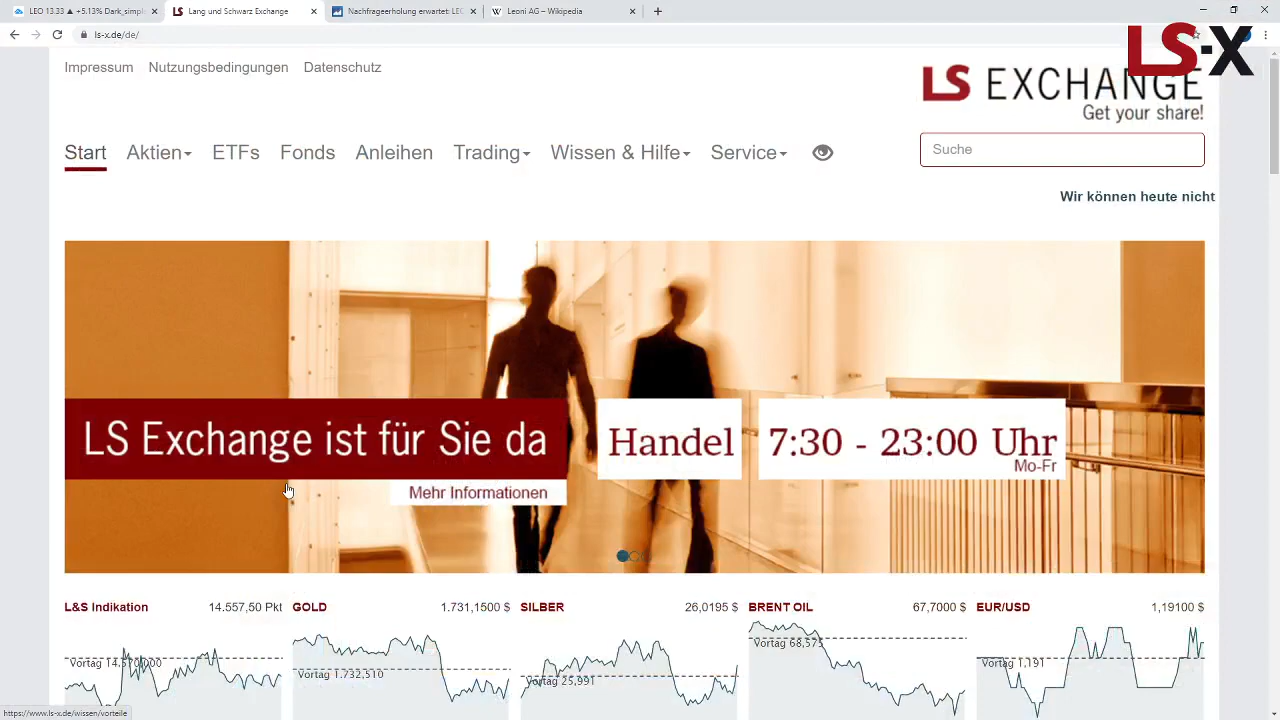 LEO 13.33 ▲ +5.13% Dark_simpl
Lang und Schwarz Exchange
Nachfrageerholung erwartet: LEO
Leoni AG – Wikipedia
ls-x.de/de/
LS-X
Impressum Nutzungsbedingungen Datenschutz
LS EXCHANGE
Get your share!
Start Aktien ETFs Fonds Anleihen Trading Wissen & Hilfe Service
Suche
Wir können heute nicht
LS Exchange ist für Sie da
Handel
7:30 - 23:00 Uhr
Mo-Fr
Mehr Informationen
L&S Indikation 14.557,50 Pkt
GOLD 1.731,1500 $
SILBER 26,0195 $
BRENT OIL 67,7000 $
EUR/USD 1,19100 $
Vortag
Vortag 1.732,510
Vortag 25,991
Vortag 68,575
Vortag 1,191
https://www.ls-x.de/wissen/vorteile